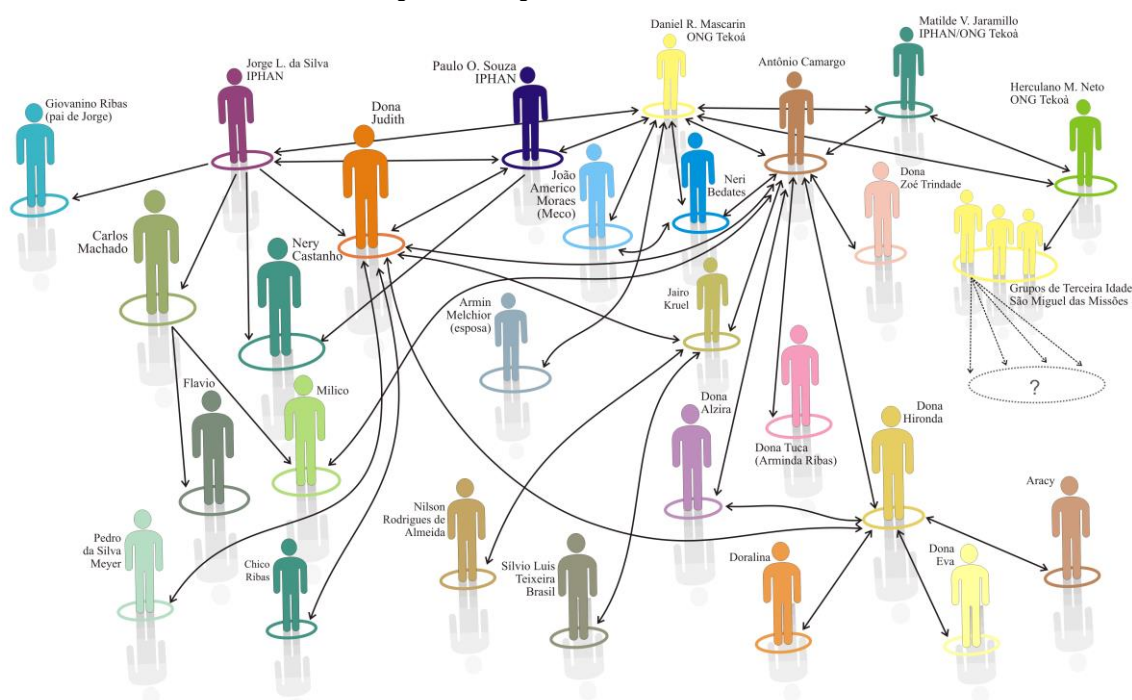 Daniel R. Mascarin
ONG Tekoá
Matilde V. Jaramillo
IPHAN/ONG Tekoà
Jorge L. da Silva
IPHAN
Paulo O. Souza
IPHAN
Antônio Camargo
Giovanino Ribas
(pai de Jorge)
Dona
Judith
Herculano M. Neto
ONG Tekoà
João
Americo
Moraes
(Meco)
Neri
Bedates
Dona
Zoé Trindade
Carlos
Machado
Nery
Castanho
Grupos de Terceira Idade
São Miguel das Missões
Armin
Melchior
(esposa)
Jairo
Kruel
?
Flavio
Milico
Dona
Alzira
Dona Tuca
(Arminda Ribas)
Dona
Hironda
Aracy
Nilson
Rodrigues de
Almeida
Pedro
da Silva
Meyer
Chico
Ribas
Sílvio Luis
Teixeira
Brasil
Doralina
Dona
Eva